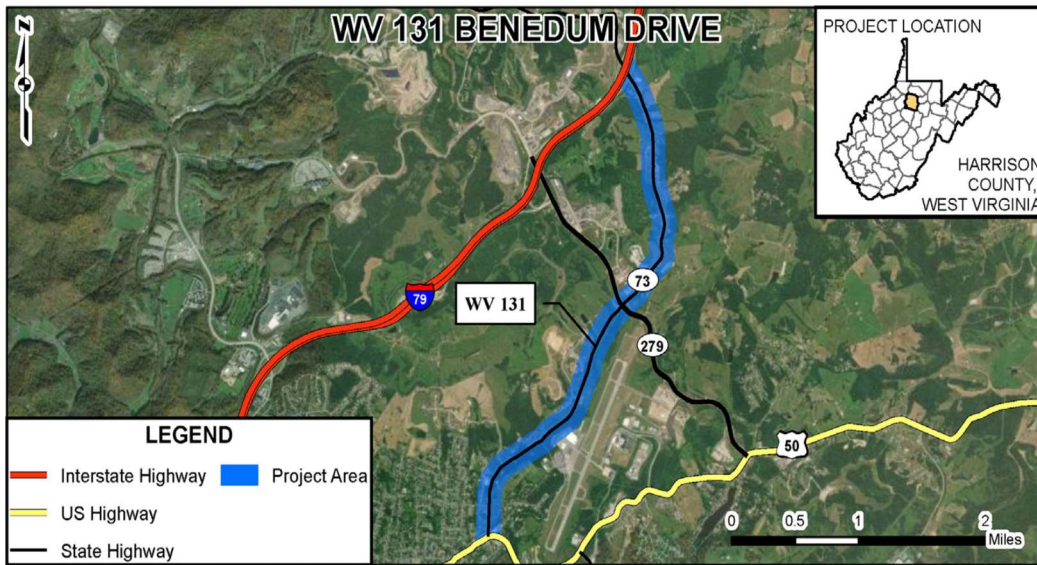 WV 131 BENEDUM DRIVE
N
PROJECT LOCATION
HARRISON
COUNTY,
WEST VIRGINIA
73
79
WV 131
279
50
LEGEND
Interstate Highway
Project Area
US Highway
State Highway
0 0.5 1 2
Miles